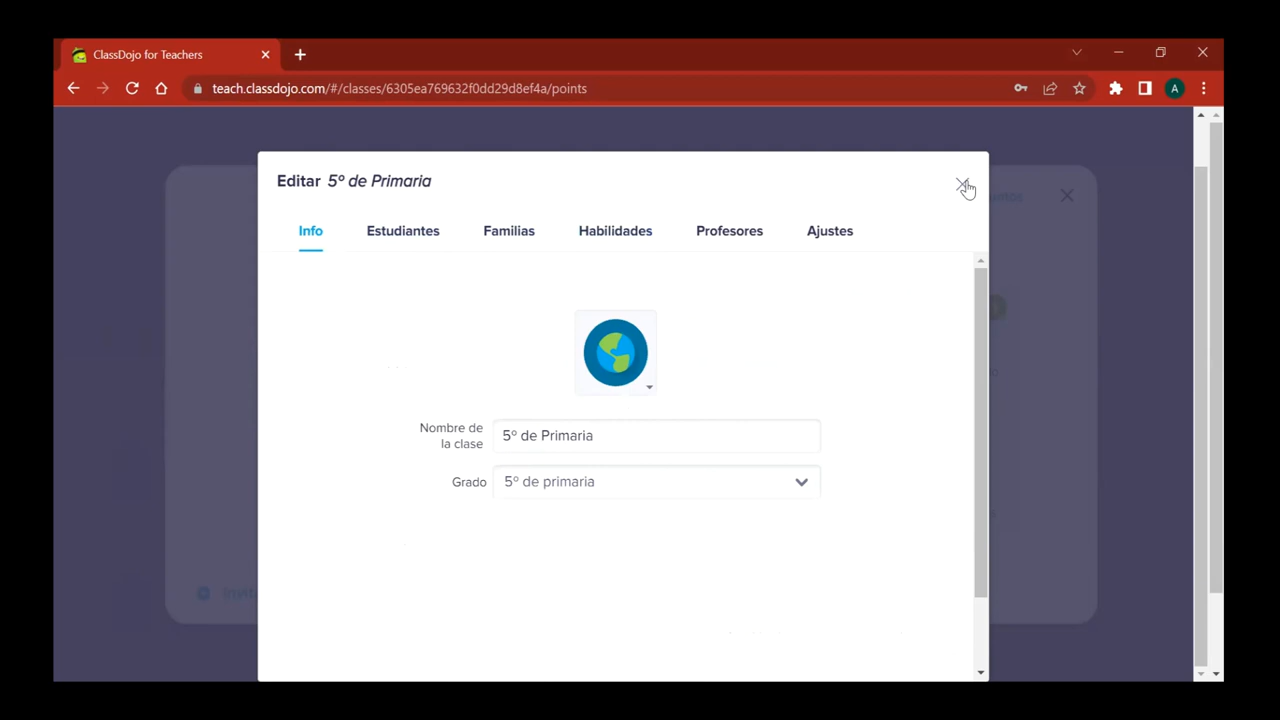 ClassDojo for Teachers
teach.classdojo.com/#/classes/6305ea769632f0dd29d8ef4a/points
A
Editar 5º de Primaria
Info Estudiantes Familias Habilidades Profesores Ajustes
Nombre de
la clase
5º de Primaria
Grado
5º de primaria